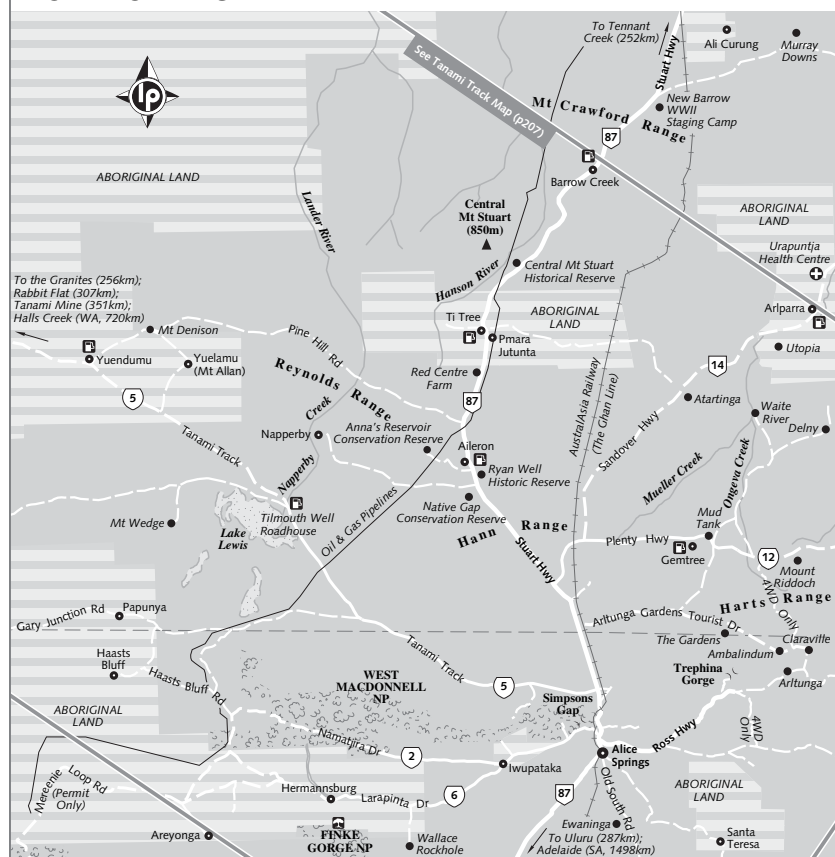 To Tennant
Creek (252km)
Stuart Hwy
Ali Curung
Murray
Downs
See Tanami Track Map (p207)
lp
Mt Crawford Range
New Barrow
WWII
Staging Camp
87
ABORIGINAL LAND
Barrow Creek
Lander River
Central
Mt Stuart
(850m)
ABORIGINAL
LAND
Urapuntja
Health Centre
Hanson River
Central Mt Stuart
Historical Reserve
To the Granites (256km);
Rabbit Flat (307km);
Tanami Mine (351km);
Halls Creek (WA, 720km)
Mt Denison
Pine Hill Rd
Ti Tree
ABORIGINAL
LAND
Arlparra
Pmara
Jutunta
Utopia
Yuendumu
Yuelamu
(Mt Allan)
Reynolds Range
Red Centre
Farm
AustralAsia Railway
(The Ghan Line)
14
5
87
Atartinga
Waite
River
Delny
Creek
Napperby
Anna's Reservoir
Conservation Reserve
Aileron
Sandover Hwy
Tanami Track
Napperby
Ryan Well
Historic Reserve
Mueller Creek
Ongeva Creek
Mt Wedge
Tilmouth Well
Roadhouse
Oil & Gas Pipelines
Native Gap
Conservation Reserve
Mud
Tank
Lake
Lewis
Hann Range
Stuart Hwy
Plenty Hwy
Gemtree
12
Mount
Riddoch
Harts Range
4WD Only
Gary Junction Rd
Papunya
Arltunga Gardens Tourist Dr
The Gardens
Claraville
Ambalindum
Haasts
Bluff
Haasts Bluff Rd
Tanami Track
WEST
MACDONNELL
NP
5
Simpsons
Gap
Trephina
Gorge
Arltunga
ABORIGINAL
LAND
Namatjira Dr
2
Alice
Springs
Ross Hwy
4WD
Only
Iwupataka
Mereenie Loop Rd
(Permit
Only)
Hermannsburg
Larapinta Dr
6
87
Old South Rd
ABORIGINAL
LAND
Areyonga
FINKE
GORGE NP
Wallace
Rockhole
Ewaninga
To Uluru (287km);
Adelaide (SA, 1498km)
Santa
Teresa